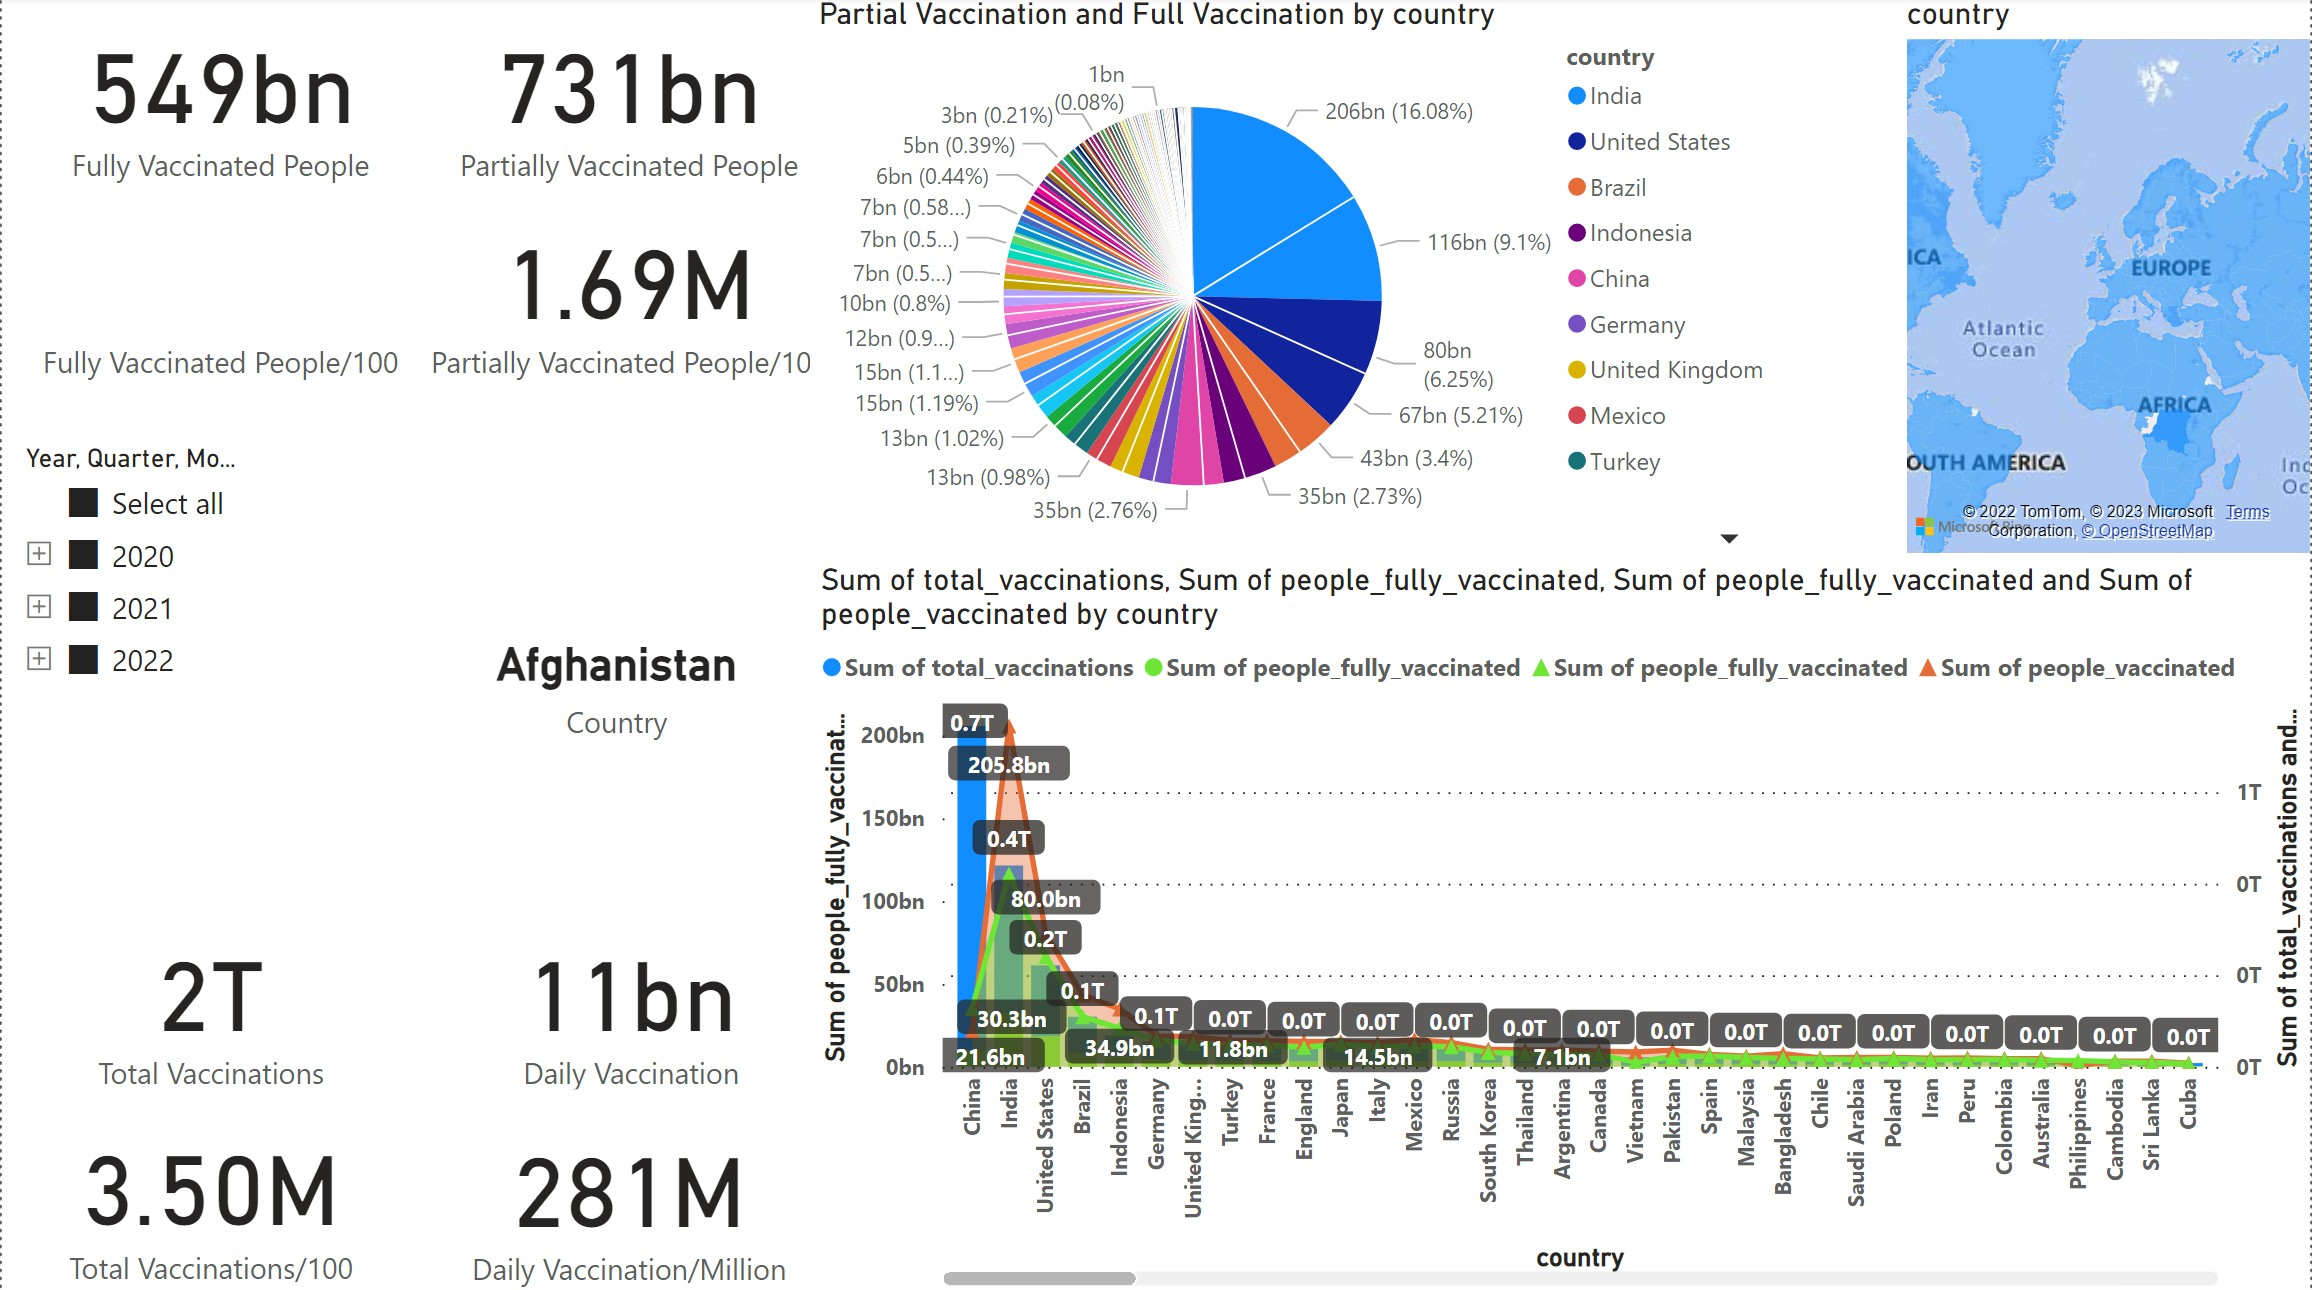 549bn
Fully Vaccinated People
731bn
Partially Vaccinated People
Fully Vaccinated People/100
1.69M
Partially Vaccinated People/10
Year, Quarter, Mo...
Select all
2020
2021
2022
Afghanistan
Country
2T
Total Vaccinations
11bn
Daily Vaccination
3.50M
Total Vaccinations/100
281M
Daily Vaccination/Million
Partial Vaccination and Full Vaccination by country
1bn
(0.08%)
3bn (0.21%)
5bn (0.39%)
6bn (0.44%)
7bn (0.58...)
7bn (0.5...)
7bn (0.5...)
10bn (0.8%)
12bn (0.9...)
15bn (1.1...)
15bn (1.19%)
13bn (1.02%)
13bn (0.98%)
35bn (2.76%)
206bn (16.08%)
116bn (9.1%)
80bn
(6.25%)
67bn (5.21%)
43bn (3.4%)
35bn (2.73%)
country
India
United States
Brazil
Indonesia
China
Germany
United Kingdom
Mexico
Turkey
country
ICA
EUROPE
Atlantic
Ocean
AFRICA
OUTH AMERICA
Inc
Oc
© 2022 TomTom, © 2023 Microsoft Terms
Microsoft Bing
Corporation, © OpenStreetMap
Sum of total_vaccinations, Sum of people_fully_vaccinated, Sum of people_fully_vaccinated and Sum of
people_vaccinated by country
Sum of total_vaccinations Sum of people_fully_vaccinated Sum of people_fully_vaccinated Sum of people_vaccinated
Sum of people_fully_vaccinat...
200bn
150bn
100bn
50bn
0bn
0.7T
205.8bn
0.4T
80.0bn
0.2T
0.1T
30.3bn
21.6bn
34.9bn
0.1T
0.0T
11.8bn
0.0T
0.0T
14.5bn
0.0T
0.0T
7.1bn
0.0T
0.0T
0.0T
0.0T
0.0T
0.0T
0.0T
0.0T
0.0T
1T
0T
0T
0T
Sum of total_vaccinations and...
China
India
United States
Brazil
Indonesia
Germany
United King...
Turkey
France
England
Japan
Italy
Mexico
Russia
South Korea
Thailand
Argentina
Canada
Vietnam
Pakistan
Spain
Malaysia
Bangladesh
Chile
Saudi Arabia
Poland
Iran
Peru
Colombia
Australia
Philippines
Cambodia
Sri Lanka
Cuba
country